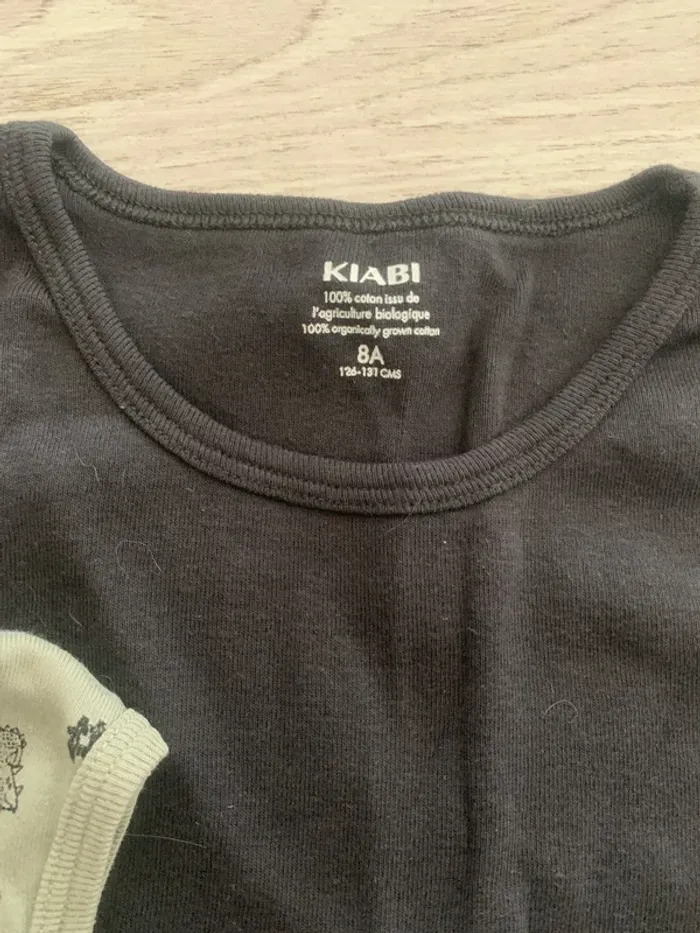 KIABI
100% coton issu de
l'agriculture biologique
100% organically grown cotton
8A
126-131 CMS